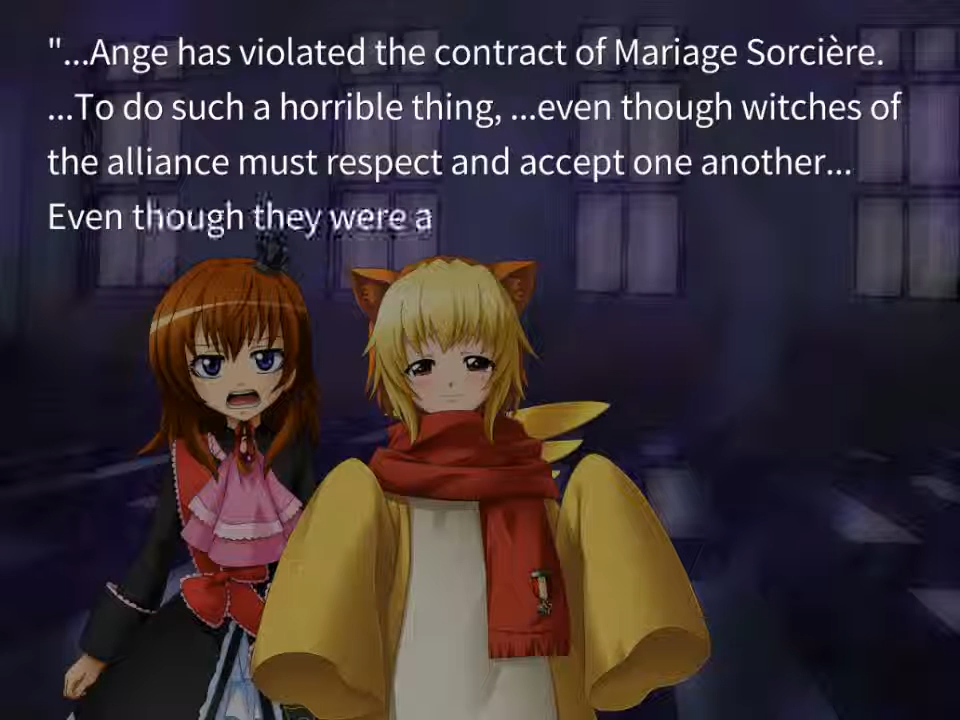 "...Ange has violated the contract of Mariage Sorcière.
...To do such a horrible thing, ...even though witches of
the alliance must respect and accept one another...
Even though they were a